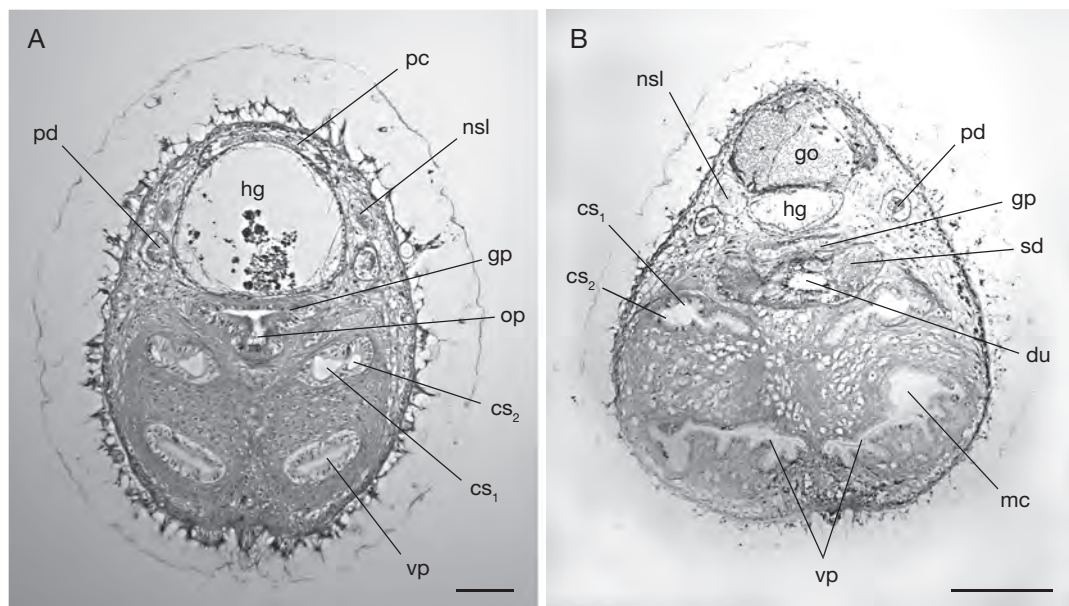 A
pc
nsl
pd
hg
gp
op
cs2
cs1
vp
B
nsl
pd
go
hg
gp
cs1
sd
cs2
du
mc
vp